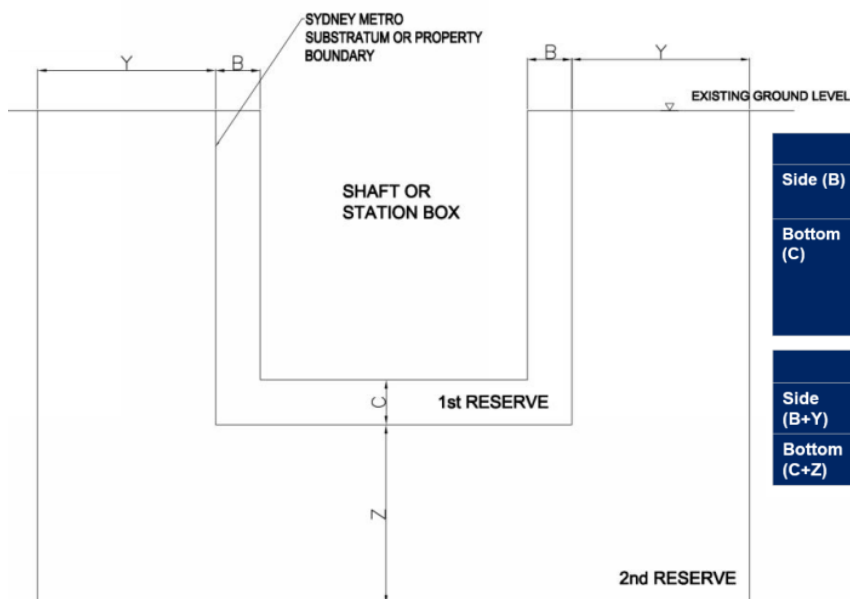 SYDNEY METRO
SUBSTRATUM OR PROPERTY
BOUNDARY
Y
B
B
Y
EXISTING GROUND LEVEL
SHAFT OR
STATION BOX
Side (B)
Bottom
(C)
C
1st RESERVE
Side
(B+Y)
Bottom
(C+Z)
Z
2nd RESERVE